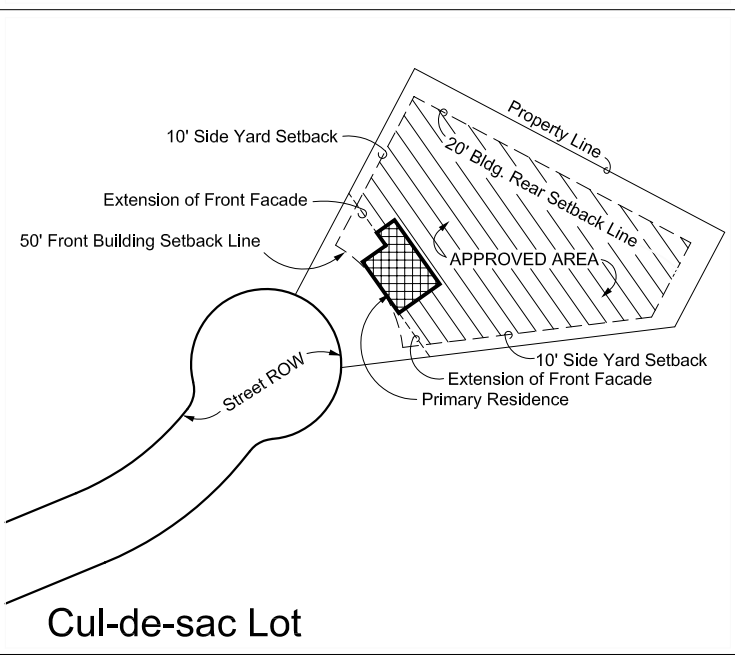 Property Line
10' Side Yard Setback
20' Bldg. Rear Setback Line
Extension of Front Facade
50' Front Building Setback Line
APPROVED AREA
Street ROW
10' Side Yard Setback
Extension of Front Facade
Primary Residence
Cul-de-sac Lot